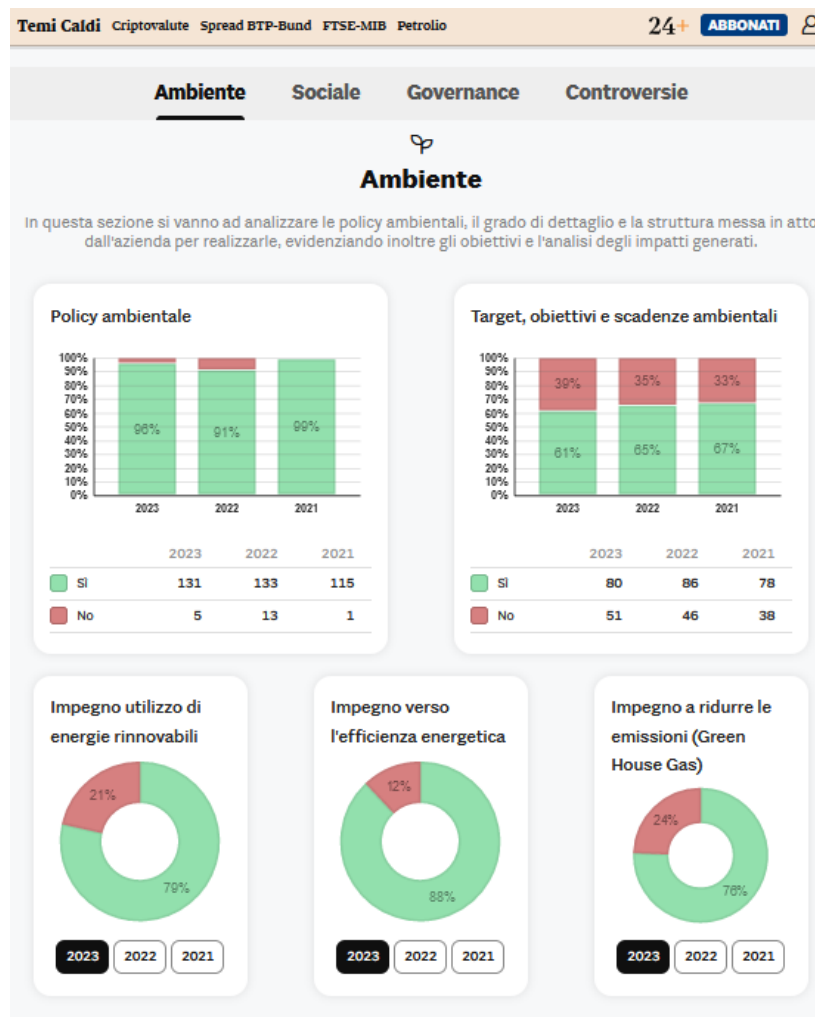 Temi Caldi Criptovalute Spread BTP-Bund FTSE-MIB Petrolio 24+ ABBONATI
Ambiente Sociale Governance Controversie
Ambiente
In questa sezione si vanno ad analizzare le policy ambientali, il grado di dettaglio e la struttura messa in atto
dall'azienda per realizzarle, evidenziando inoltre gli obiettivi e l'analisi degli impatti generati.
Policy ambientale
100%
90%
80%
70%
60%
50%
40%
30%
20%
10%
0%
96% 91% 99%
2023 2022 2021
2023 2022 2021
Sì 131 133 115
No 5 13 1
Target, obiettivi e scadenze ambientali
100%
90%
80%
70%
60%
50%
40%
30%
20%
10%
0%
39% 35% 33%
61% 65% 67%
2023 2022 2021
2023 2022 2021
Sì 80 86 78
No 51 46 38
Impegno utilizzo di
energie rinnovabili
21%
79%
2023 2022 2021
Impegno verso
l'efficienza energetica
12%
88%
2023 2022 2021
Impegno a ridurre le
emissioni (Green
House Gas)
24%
76%
2023 2022 2021